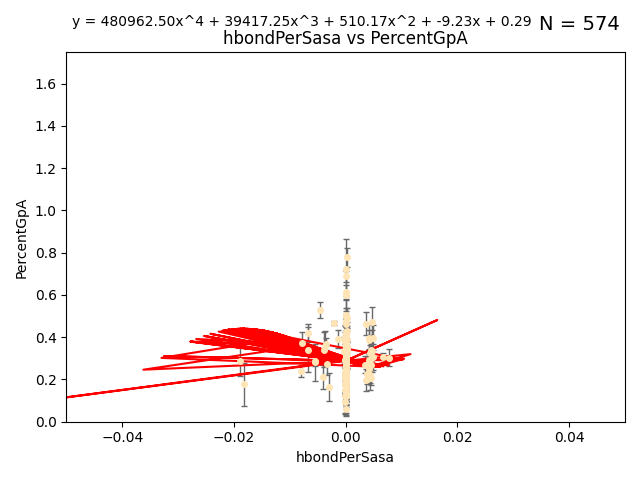 y = 480962.50x^4 + 39417.25x^3 + 510.17x^2 + -9.23x + 0.29 N = 574
hbondPerSasa vs PercentGpA
PercentGpA
1.6
1.4
1.2
1.0
0.8
0.6
0.4
0.2
0.0
−0.04 −0.02 0.00 0.02 0.04
hbondPerSasa